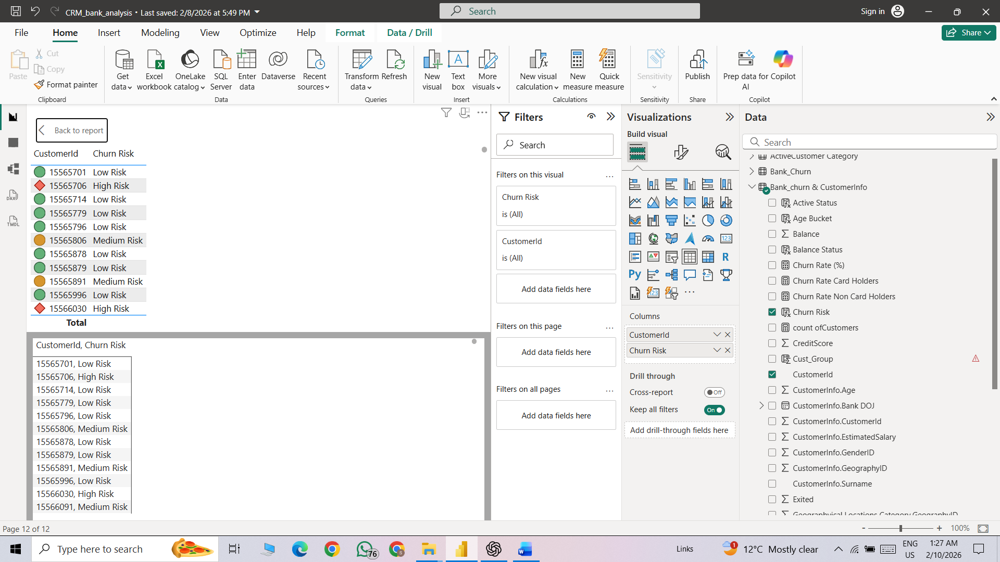 CRM_bank_analysis • Last saved: 2/8/2026 at 5:49 PM
Search
Sign in
File
Home
Insert
Modeling
View
Optimize
Help
Format
Data / Drill
Share
Paste
Cut
Copy
Format painter
Clipboard
Get data
Excel workbook
OneLake catalog
SQL Server
Enter data
Dataverse
Recent sources
Data
Transform data
Refresh
Queries
New visual
Text box
More visuals
Insert
New visual calculation
New measure
Quick measure
Calculations
Sensitivity
Sensitivity
Publish
Share
Prep data for AI
Copilot
Copilot
Back to report
CustomerId Churn Risk
15565701 Low Risk
15565706 High Risk
15565714 Low Risk
15565779 Low Risk
15565796 Low Risk
15565806 Medium Risk
15565878 Low Risk
15565879 Low Risk
15565891 Medium Risk
15565996 Low Risk
15566030 High Risk
Total
CustomerId, Churn Risk
15565701, Low Risk
15565706, High Risk
15565714, Low Risk
15565779, Low Risk
15565796, Low Risk
15565806, Medium Risk
15565878, Low Risk
15565879, Low Risk
15565891, Medium Risk
15565996, Low Risk
15566030, High Risk
15566091, Medium Risk
DAX
TMDL
Filters
Search
Filters on this visual
Churn Risk
is (All)
CustomerId
is (All)
Add data fields here
Filters on this page
Add data fields here
Filters on all pages
Add data fields here
Visualizations
Build visual
123
R
Py
123
Columns
CustomerId
Churn Risk
Drill through
Cross-report
Off
Keep all filters
On
Add drill-through fields here
Data
Search
ActiveCustomer Category
Bank_Churn
Bank_churn & CustomerInfo
Active Status
Age Bucket
Balance
Balance Status
Churn Rate (%)
Churn Rate Card Holders
Churn Rate Non Card Holders
Churn Risk
count ofCustomers
CreditScore
Cust_Group
CustomerId
CustomerInfo.Age
CustomerInfo.Bank DOJ
CustomerInfo.CustomerId
CustomerInfo.EstimatedSalary
CustomerInfo.GenderID
CustomerInfo.GeographyID
CustomerInfo.Surname
Exited
Page 12 of 12
- + 100%
Type here to search
76
Links
1
12°C Mostly clear
ENG
US
1:27 AM
2/10/2026